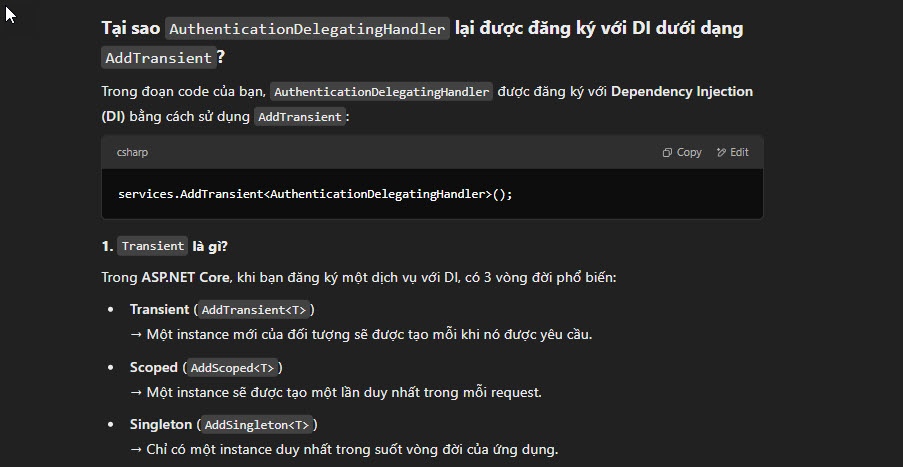 Tại sao AuthenticationDelegatingHandler lại được đăng ký với DI dưới dạng
AddTransient?
Trong đoạn code của bạn, AuthenticationDelegatingHandler được đăng ký với Dependency Injection
(DI) bằng cách sử dụng AddTransient:
csharp
Copy
Edit
services.AddTransient<AuthenticationDelegatingHandler>();
1. Transient là gì?
Trong ASP.NET Core, khi bạn đăng ký một dịch vụ với DI, có 3 vòng đời phổ biến:
• Transient (AddTransient<T>)
→ Một instance mới của đối tượng sẽ được tạo mỗi khi nó được yêu cầu.
• Scoped (AddScoped<T>)
→ Một instance sẽ được tạo một lần duy nhất trong mỗi request.
• Singleton (AddSingleton<T>)
→ Chỉ có một instance duy nhất trong suốt vòng đời của ứng dụng.